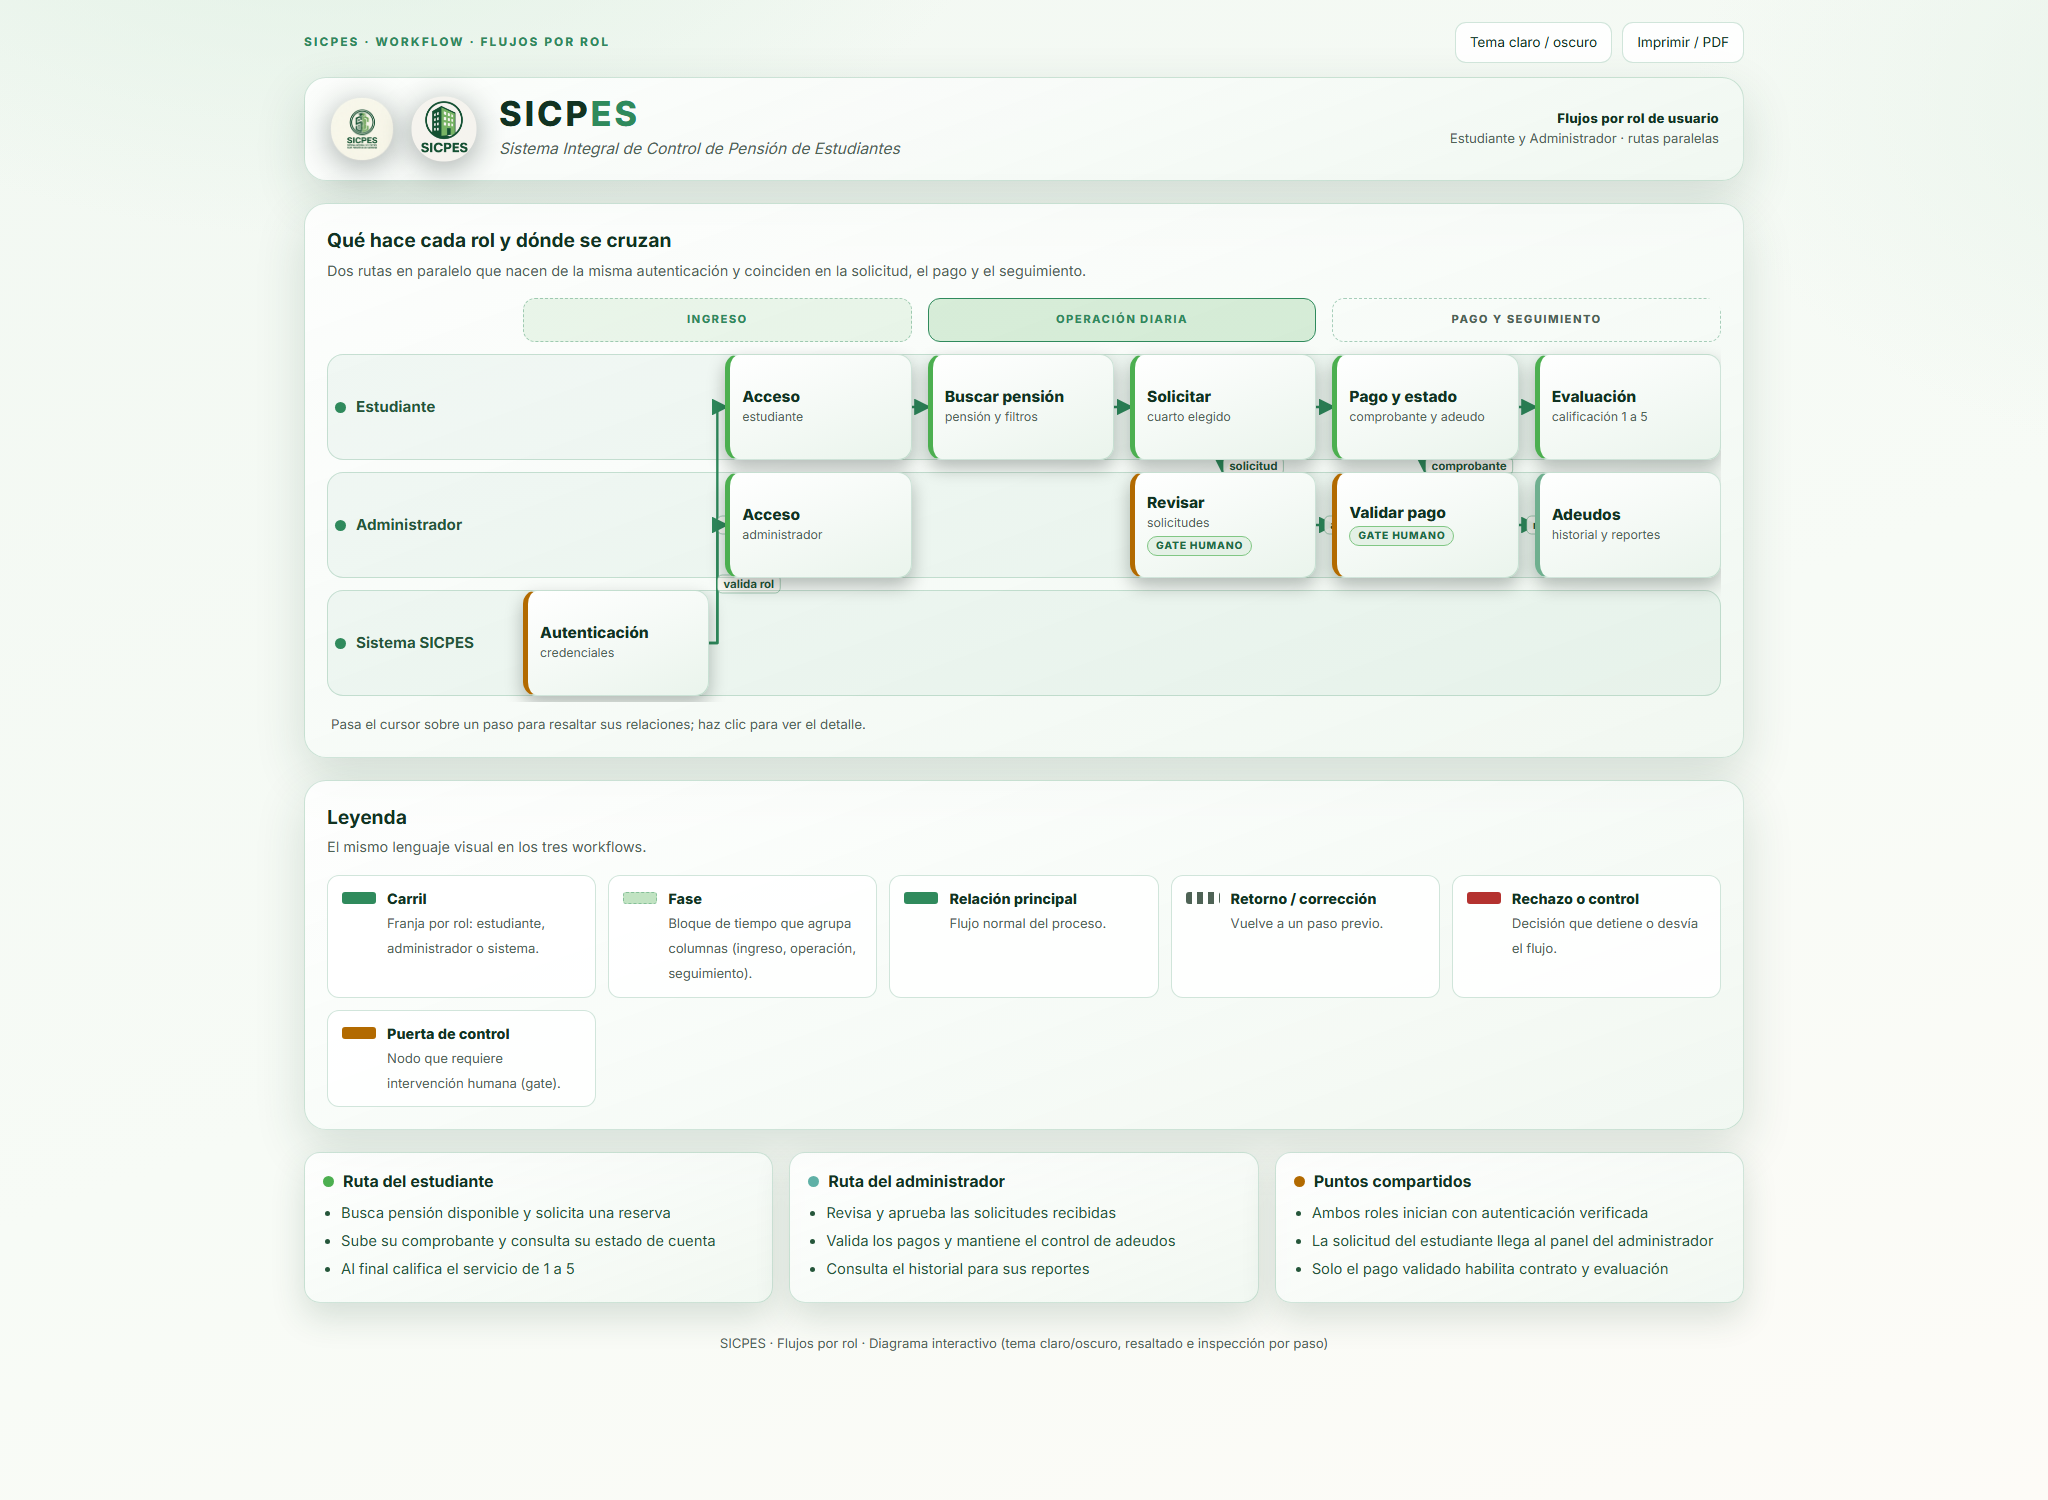 SICPES · WORKFLOW · FLUJOS POR ROL
Tema claro / oscuro
Imprimir / PDF
SICPES
SICPES
SICPES
Sistema Integral de Control de Pensión de Estudiantes
Flujos por rol de usuario
Estudiante y Administrador · rutas paralelas
Qué hace cada rol y dónde se cruzan
Dos rutas en paralelo que nacen de la misma autenticación y coinciden en la solicitud, el pago y el seguimiento.
INGRESO
OPERACIÓN DIARIA
PAGO Y SEGUIMIENTO
Estudiante
Acceso
estudiante
Buscar pensión
pensión y filtros
Solicitar
cuarto elegido
Pago y estado
comprobante y adeudo
Evaluación
calificación 1 a 5
solicitud
comprobante
Administrador
Acceso
administrador
Revisar
solicitudes
GATE HUMANO
Validar pago
GATE HUMANO
Adeudos
historial y reportes
valida rol
Sistema SICPES
Autenticación
credenciales
Pasa el cursor sobre un paso para resaltar sus relaciones; haz clic para ver el detalle.
Leyenda
El mismo lenguaje visual en los tres workflows.
Carril
Franja por rol: estudiante,
administrador o sistema.
Fase
Bloque de tiempo que agrupa
columnas (ingreso, operación,
seguimiento).
Relación principal
Flujo normal del proceso.
Retorno / corrección
Vuelve a un paso previo.
Rechazo o control
Decisión que detiene o desvía
el flujo.
Puerta de control
Nodo que requiere
intervención humana (gate).
Ruta del estudiante
• Busca pensión disponible y solicita una reserva
• Sube su comprobante y consulta su estado de cuenta
• Al final califica el servicio de 1 a 5
Ruta del administrador
• Revisa y aprueba las solicitudes recibidas
• Valida los pagos y mantiene el control de adeudos
• Consulta el historial para sus reportes
Puntos compartidos
• Ambos roles inician con autenticación verificada
• La solicitud del estudiante llega al panel del administrador
• Solo el pago validado habilita contrato y evaluación
SICPES · Flujos por rol · Diagrama interactivo (tema claro/oscuro, resaltado e inspección por paso)